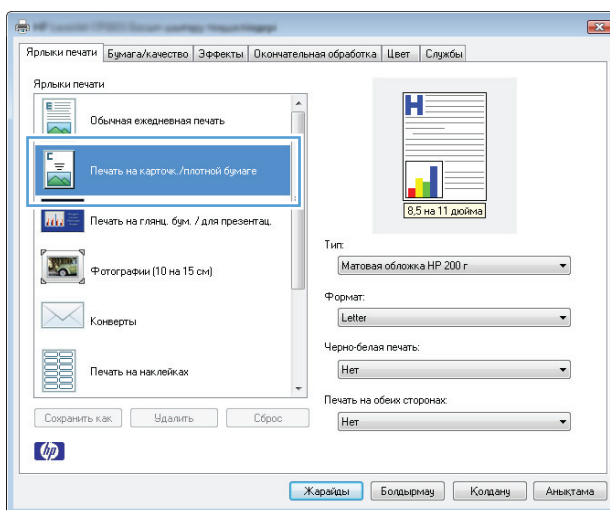 Ярлыки печати
Бумага/качество
Эффекты
Окончательная обработка
Цвет
Службы
Ярлыки печати
Обычная ежедневная печать
Печать на карточк./плотной бумаге
Печать на глянц. бум. / для презентац.
Фотографии (10 на 15 см)
Конверты
Печать на наклейках
Сохранить как
Удалить
Сброс
hp
H
8,5 на 11 дюйма
Тип:
Матовая обложка HP 200 г
Формат:
Letter
Черно-белая печать:
Нет
Печать на обеих сторонах:
Нет
Жарайды
Болдырмау
Колдану
Анықтама